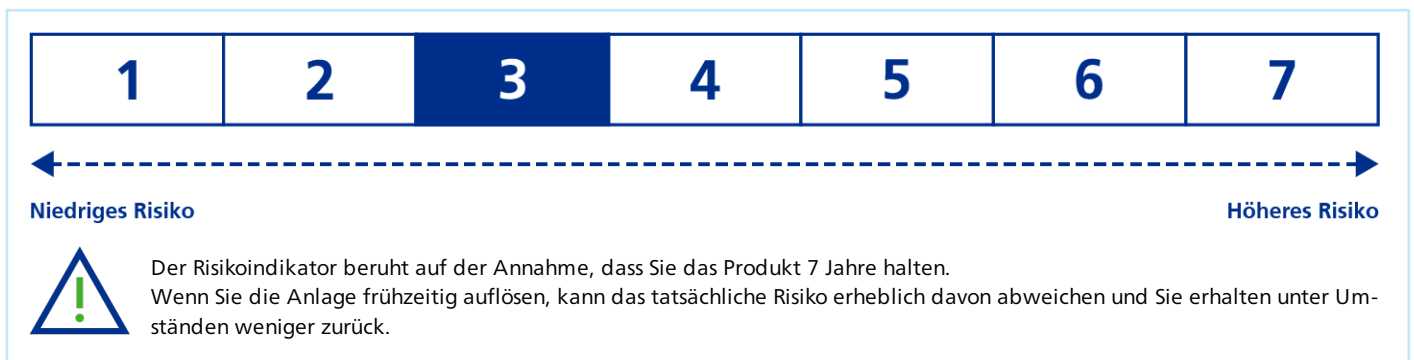 1 2 3 4 5 6 7
Niedriges Risiko Höheres Risiko
Der Risikoindikator beruht auf der Annahme, dass Sie das Produkt 7 Jahre halten.
Wenn Sie die Anlage frühzeitig auflösen, kann das tatsächliche Risiko erheblich davon abweichen und Sie erhalten unter Um-
ständen weniger zurück.